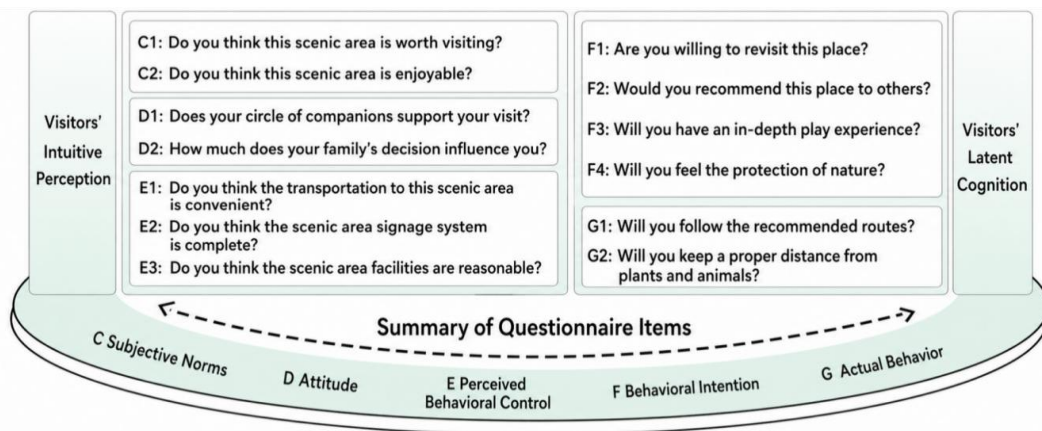 Visitors'
Intuitive
Perception
C1: Do you think this scenic area is worth visiting?
C2: Do you think this scenic area is enjoyable?
D1: Does your circle of companions support your visit?
D2: How much does your family's decision influence you?
E1: Do you think the transportation to this scenic area
is convenient?
E2: Do you think the scenic area signage system
is complete?
E3: Do you think the scenic area facilities are reasonable?
F1: Are you willing to revisit this place?
F2: Would you recommend this place to others?
F3: Will you have an in-depth play experience?
F4: Will you feel the protection of nature?
G1: Will you follow the recommended routes?
G2: Will you keep a proper distance from
plants and animals?
Visitors'
Latent
Cognition
Summary of Questionnaire Items
C Subjective Norms
D Attitude
E Perceived
Behavioral Control
F Behavioral Intention
G Actual Behavior